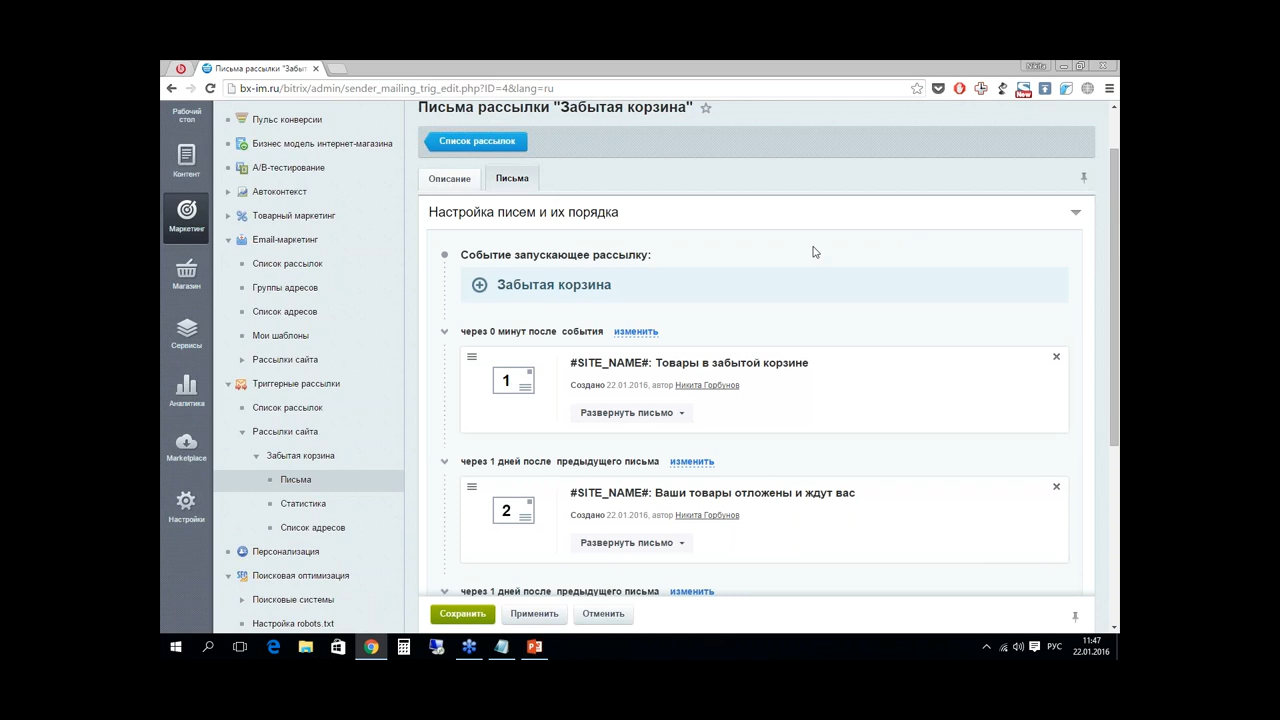 Письма рассылки "Забыт
Nikita
bx-im.ru/bitrix/admin/sender_mailing_trig_edit.php?ID=4&lang=ru
New
Рабочий
стол
Контент
Маркетинг
Магазин
Сервисы
Аналитика
Marketplace
Настройки
Пульс конверсии
Бизнес модель интернет-магазина
A/B-тестирование
Автоконтекст
Товарный маркетинг
Email-маркетинг
Список рассылок
Группы адресов
Список адресов
Мои шаблоны
Рассылки сайта
Триггерные рассылки
Список рассылок
Рассылки сайта
Забытая корзина
Письма
Статистика
Список адресов
Персонализация
SEO Поисковая оптимизация
Поисковые системы
Настройка robots.txt
Письма рассылки "Забытая корзина"
Список рассылок
Описание Письма
Настройка писем и их порядка
Событие запускающее рассылку:
Забытая корзина
через 0 минут после события изменить
1
#SITE_NAME#: Товары в забытой корзине
Создано 22.01.2016, автор Никита Горбунов
Развернуть письмо
через 1 дней после предыдущего письма изменить
2
#SITE_NAME#: Ваши товары отложены и ждут вас
Создано 22.01.2016, автор Никита Горбунов
Развернуть письмо
через 1 дней после предыдущего письма изменить
Сохранить Применить Отменить
РУС
11:47
22.01.2016